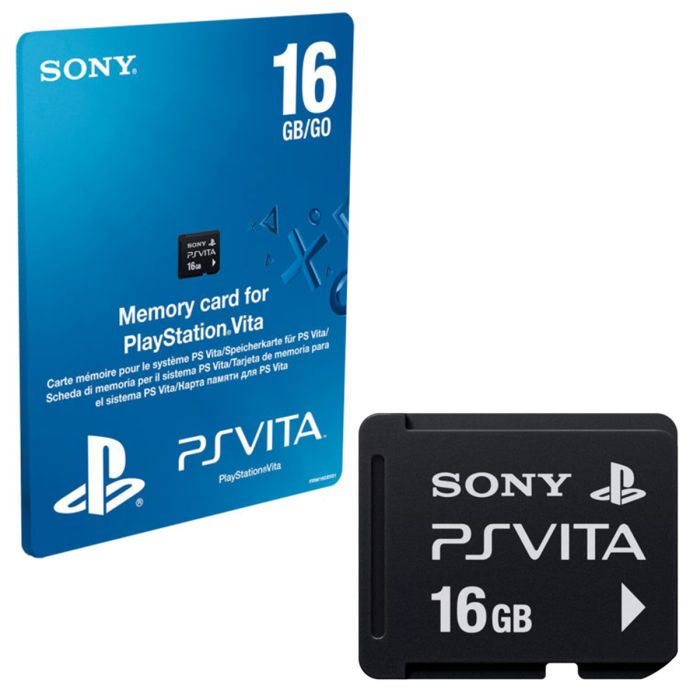 SONY®
16
GB/GO
SONY
PSVITA
16GB
Memory card for
PlayStation®Vita
Carte mémoire pour le système PS Vita/Speicherkarte für PS Vita/
Scheda di memoria per il sistema PS Vita/Tarjeta de memoria para
el sistema PS Vita/Карта памяти для PS Vita
PSVITA™
PlayStation®Vita
®
SONY
PSVITA
16GB